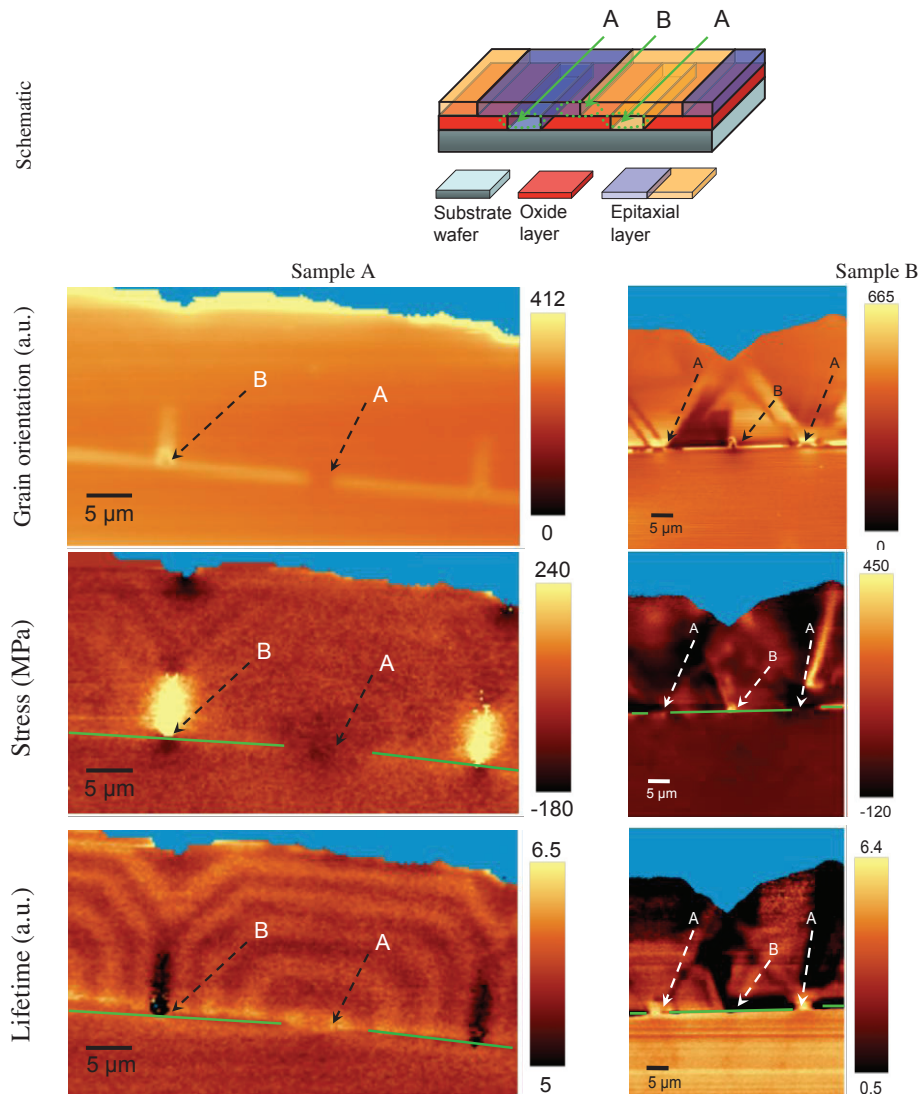 A
B
A
Schematic
Substrate
wafer
Oxide
layer
Epitaxial
layer
Sample A
Sample B
Grain orientation (a.u.)
B
A
5 µm
412
0
A
B
A
5 µm
665
0
Stress (MPa)
B
A
5 µm
240
-180
A
B
A
5 µm
450
-120
Lifetime (a.u.)
B
A
5 µm
6.5
5
A
B
A
5 µm
6.4
0.5